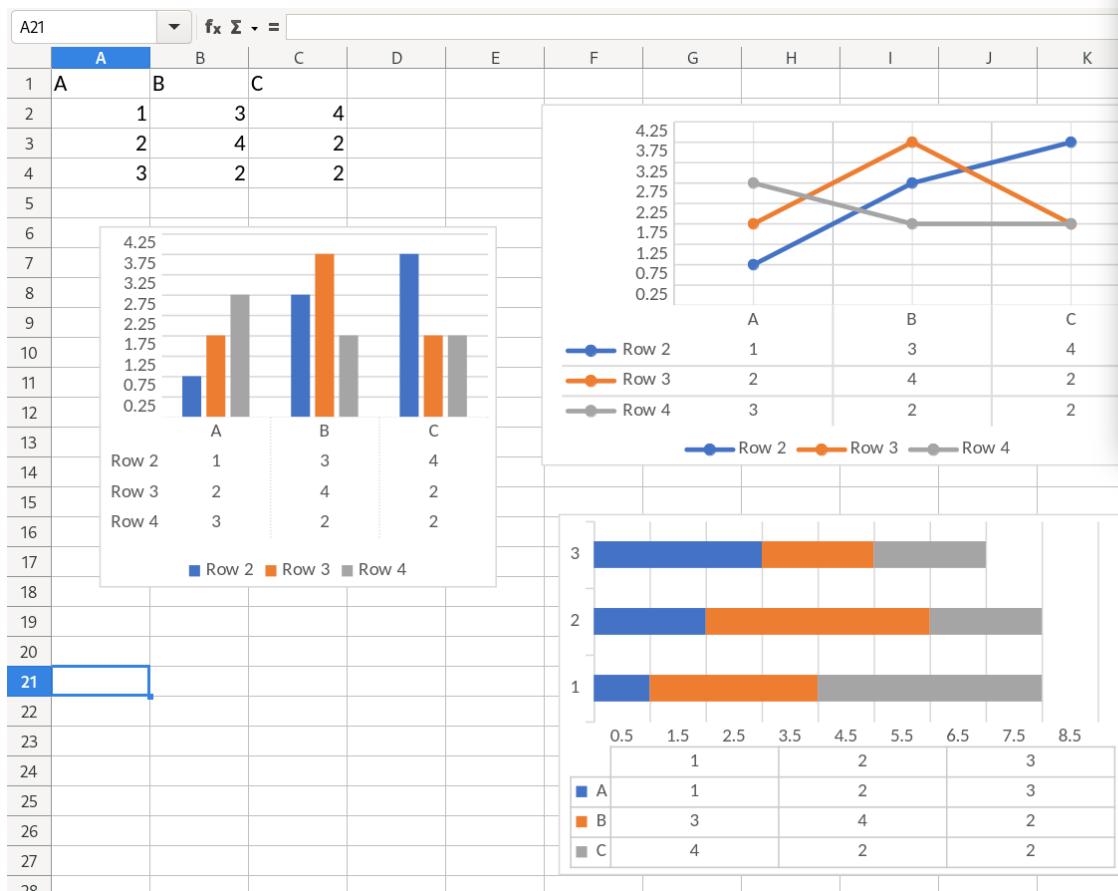 A21 fx Σ =
A B C D E F G H I J K
1 A B C
2 1 3 4
3 2 4 2
4 3 2 2
5
6
7
8
9
10
11
12
13
14
15
16
17
18
19
20
21
22
23
24
25
26
27
28
4.25
3.75
3.25
2.75
2.25
1.75
1.25
0.75
0.25
A B C
Row 2 1 3 4
Row 3 2 4 2
Row 4 3 2 2
Row 2 Row 3 Row 4
4.25
3.75
3.25
2.75
2.25
1.75
1.25
0.75
0.25
A B C
Row 2 1 3 4
Row 3 2 4 2
Row 4 3 2 2
Row 2 Row 3 Row 4
3
2
1
0.5 1.5 2.5 3.5 4.5 5.5 6.5 7.5 8.5
1 2 3
A 1 2 3
B 3 4 2
C 4 2 2